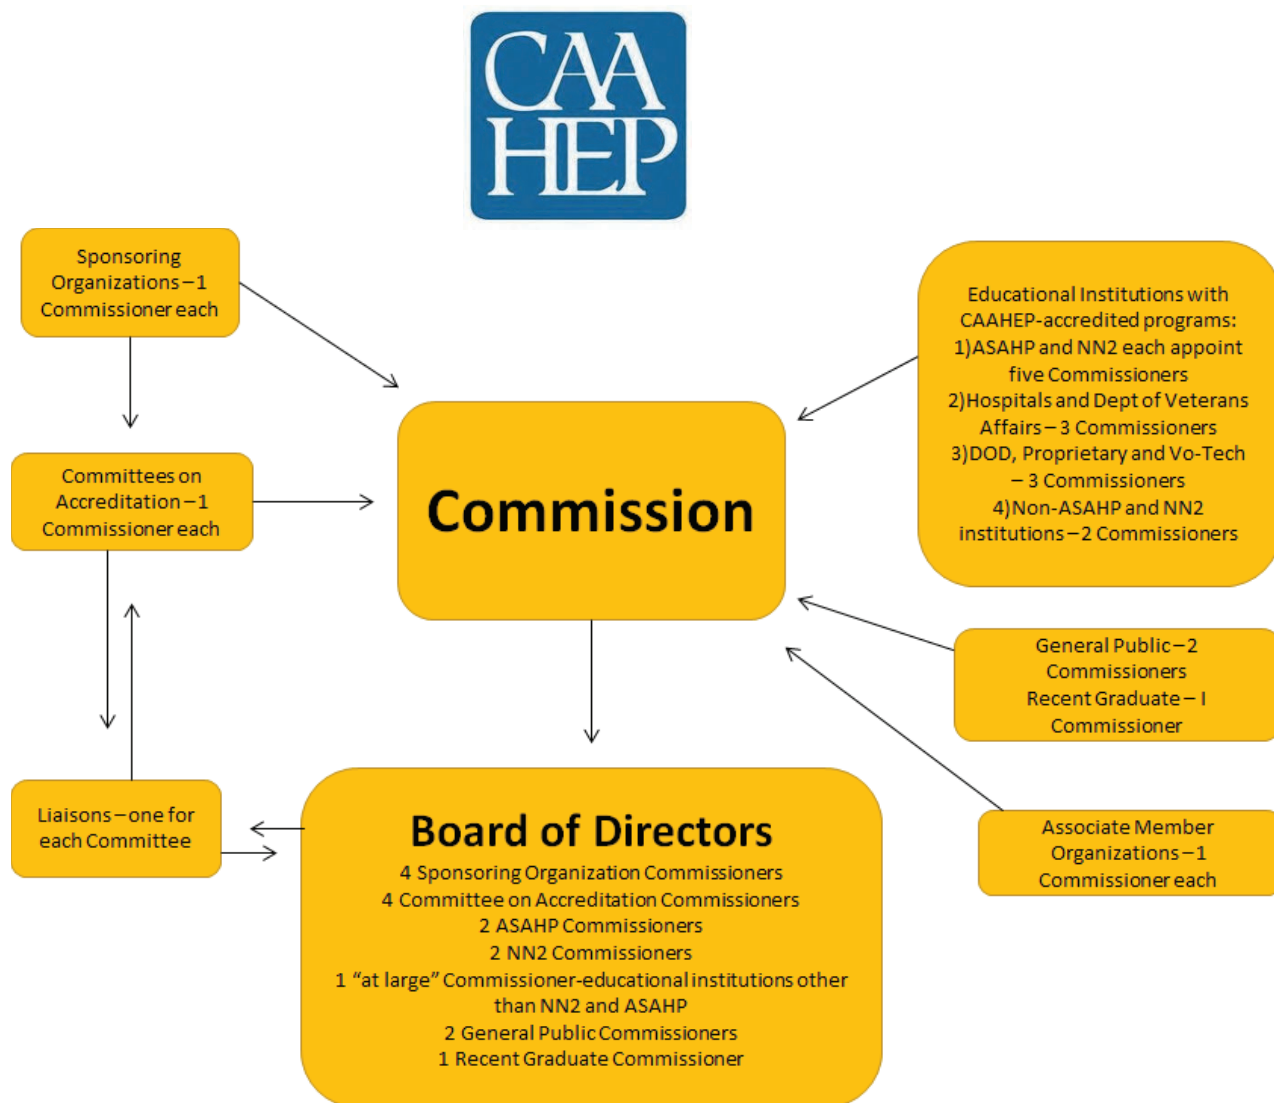 CAA
HEP
Sponsoring
Organizations – 1
Commissioner each
Educational Institutions with
CAAHEP-accredited programs:
1)ASAHP and NN2 each appoint
five Commissioners
2)Hospitals and Dept of Veterans
Affairs – 3 Commissioners
3)DOD, Proprietary and Vo-Tech
– 3 Commissioners
4)Non-ASAHP and NN2
institutions – 2 Commissioners
Committees on
Accreditation – 1
Commissioner each
Commission
General Public – 2
Commissioners
Recent Graduate – I
Commissioner
Liaisons – one for
each Committee
Board of Directors
4 Sponsoring Organization Commissioners
4 Committee on Accreditation Commissioners
2 ASAHP Commissioners
2 NN2 Commissioners
1 “at large” Commissioner-educational institutions other
than NN2 and ASAHP
2 General Public Commissioners
1 Recent Graduate Commissioner
Associate Member
Organizations – 1
Commissioner each